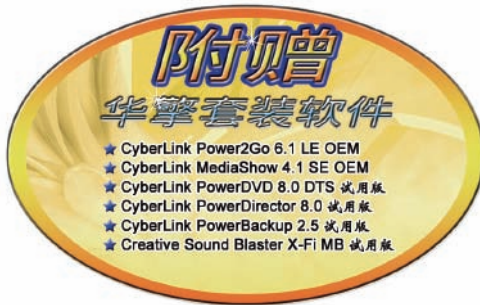 附赠
华擎套装软件
★ CyberLink Power2Go 6.1 LE OEM
★ CyberLink MediaShow 4.1 SE OEM
★ CyberLink PowerDVD 8.0 DTS 试用版
★ CyberLink PowerDirector 8.0 试用版
★ CyberLink PowerBackup 2.5 试用版
★ Creative Sound Blaster X-Fi MB 试用版